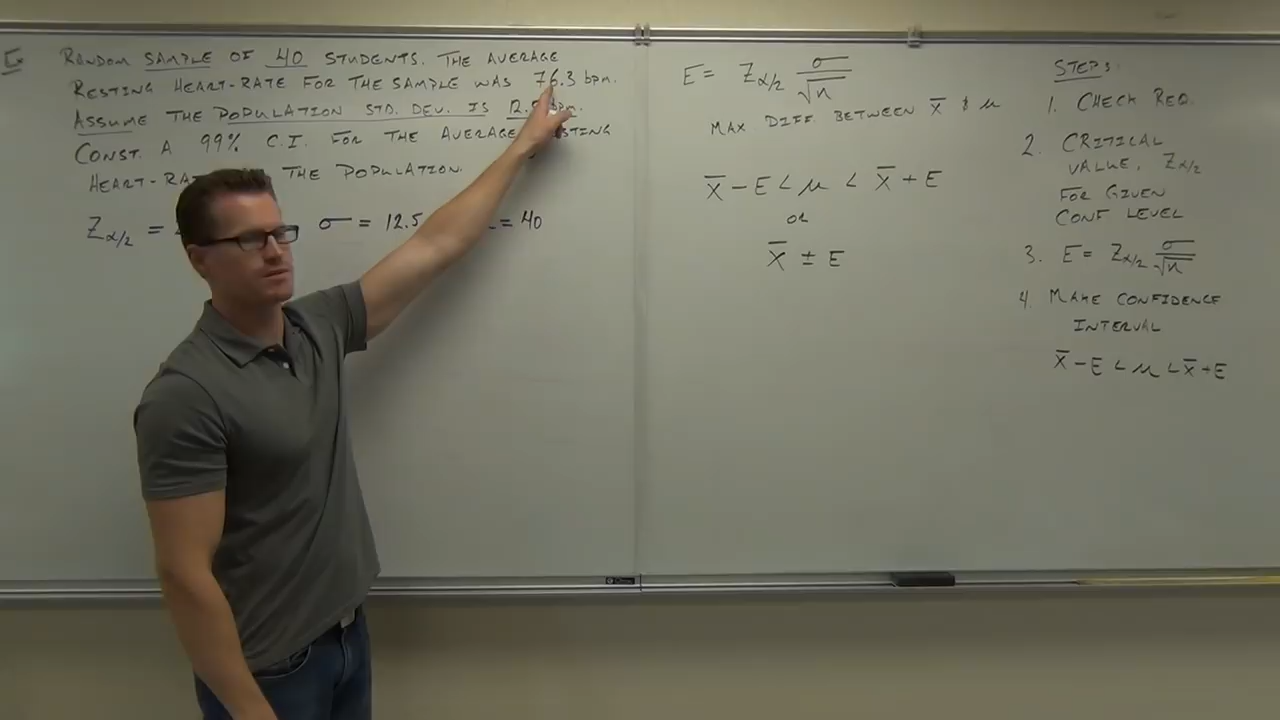 Ex RANDOM SAMPLE OF 40 STUDENTS. THE AVERAGE
RESTING HEART-RATE FOR THE SAMPLE WAS 76.3 bpm.
ASSUME THE POPULATION STD. DEV. IS 12.5 bpm.
CONST. A 99% C.I. FOR THE AVERAGE
HEART- THE POPULATION.
Zα/2 = σ = 12.5 = 40
E = Zα/2 σ/√n
MAX. DIFF BETWEEN x̄ & μ
x̄ - E < μ < x̄ + E
OR
x̄ ± E
STEPS:
1. CHECK REQ.
2. CRITICAL
VALUE, Zα/2
FOR GIVEN
CONF LEVEL
3. E = Zα/2 σ/√n
4. MAKE CONFIDENCE
INTERVAL
x̄ - E < μ < x̄ + E